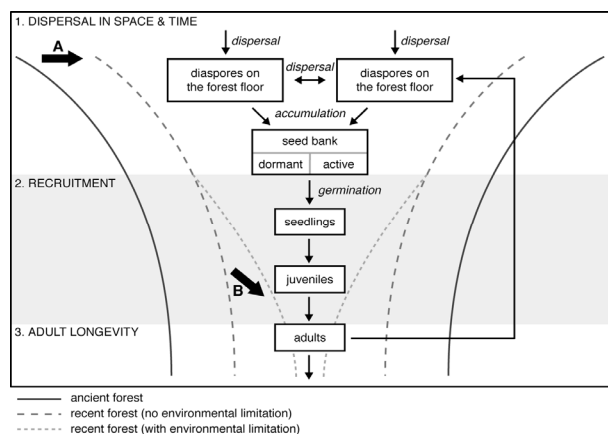 1. DISPERSAL IN SPACE & TIME
A
dispersal
dispersal
diaspores on
the forest floor
dispersal
diaspores on
the forest floor
accumulation
seed bank
dormant
active
2. RECRUITMENT
germination
seedlings
juveniles
B
3. ADULT LONGEVITY
adults
ancient forest
recent forest (no environmental limitation)
recent forest (with environmental limitation)